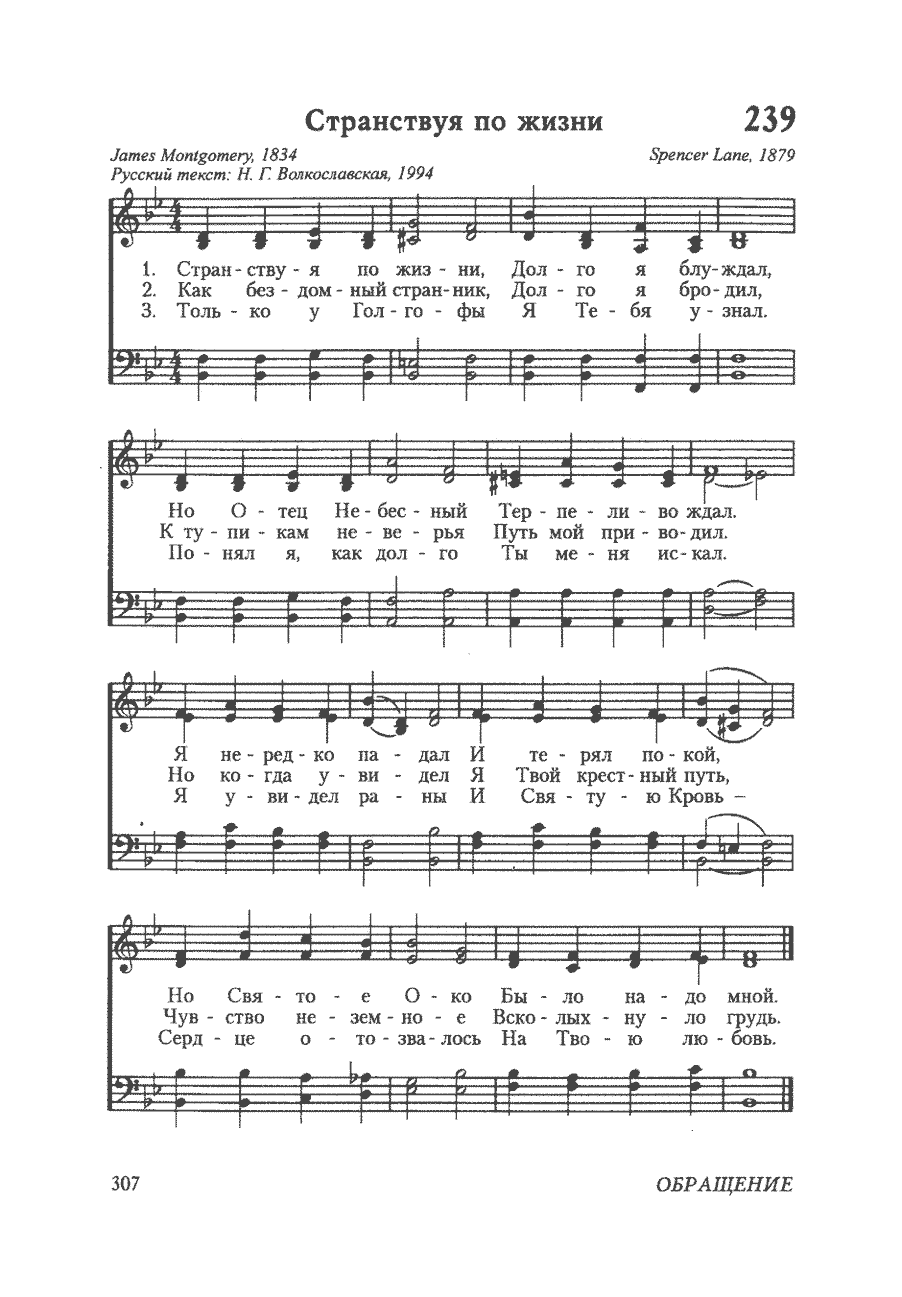 Странствуя по жизни 239
James Montgomery, 1834 Spencer Lane, 1879
Русский текст: Н. Г. Волкославская, 1994
1. Стран - ству - я по жиз - ни, Дол - го я блу - ждал,
2. Как без - дом - ный стран - ник, Дол - го я бро - дил,
3. Толь - ко у Гол - го - фы Я Те - бя у - знал.
Но О - тец Не - бес - ный Тер - пе - ли - во ждал.
К ту - пи - кам не - ве - рья Путь мой при - во - дил.
По - нял я, как дол - го Ты ме - ня ис - кал.
Я не - ред - ко па - дал И те - рял по - кой,
Но ко - гда у - ви - дел Я Твой крест - ный путь,
Я у - ви - дел ра - ны И Свя - ту - ю Кровь –
Но Свя - то - е О - ко Бы - ло на - до мной.
Чув - ство не - зем - но - е Вско - лых - ну - ло грудь.
Серд - це о - то - зва - лось На Тво - ю лю - бовь.
307 ОБРАЩЕНИЕ